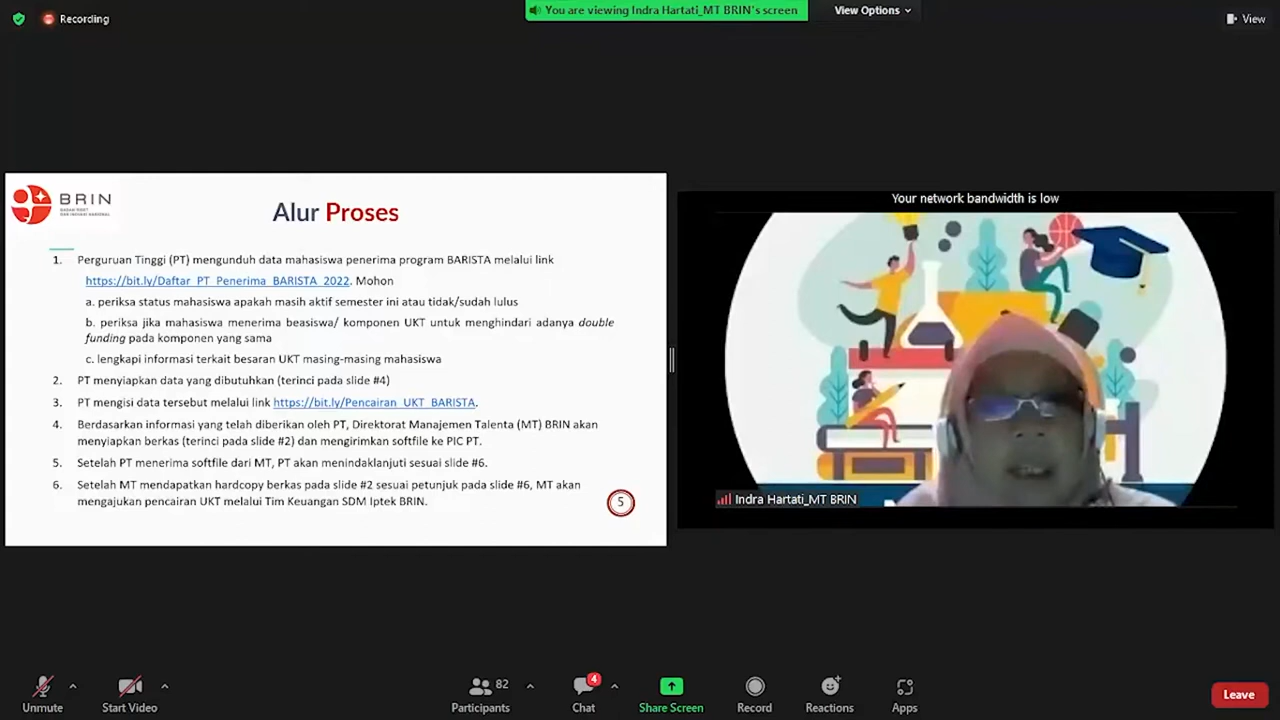 Recording
You are viewing Indra Hartati_MT BRIN's screen
View Options
View
BRIN
BADAN RISET
DAN INOVASI NASIONAL
Alur Proses
1. Perguruan Tinggi (PT) mengunduh data mahasiswa penerima program BARISTA melalui link
https://bit.ly/Daftar_PT_Penerima_BARISTA_2022. Mohon
a. periksa status mahasiswa apakah masih aktif semester ini atau tidak/sudah lulus
b. periksa jika mahasiswa menerima beasiswa/ komponen UKT untuk menghindari adanya double
funding pada komponen yang sama
c. lengkapi informasi terkait besaran UKT masing-masing mahasiswa
2. PT menyiapkan data yang dibutuhkan (terinci pada slide #4)
3. PT mengisi data tersebut melalui link https://bit.ly/Pencairan_UKT_BARISTA.
4. Berdasarkan informasi yang telah diberikan oleh PT, Direktorat Manajemen Talenta (MT) BRIN akan
menyiapkan berkas (terinci pada slide #2) dan mengirimkan softfile ke PIC PT.
5. Setelah PT menerima softfile dari MT, PT akan menindaklanjuti sesuai slide #6.
6. Setelah MT mendapatkan hardcopy berkas pada slide #2 sesuai petunjuk pada slide #6, MT akan
mengajukan pencairan UKT melalui Tim Keuangan SDM Iptek BRIN.
5
Your network bandwidth is low
Indra Hartati_MT BRIN
Unmute
Start Video
82
Participants
4
Chat
Share Screen
Record
Reactions
Apps
Leave